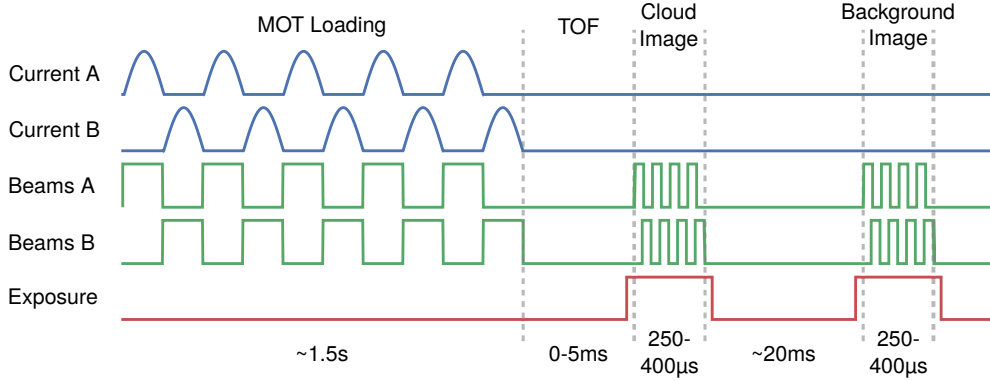 MOT Loading
TOF
Cloud
Image
Background
Image
Current A
Current B
Beams A
Beams B
Exposure
~1.5s
0-5ms
250-
400µs
~20ms
250-
400µs